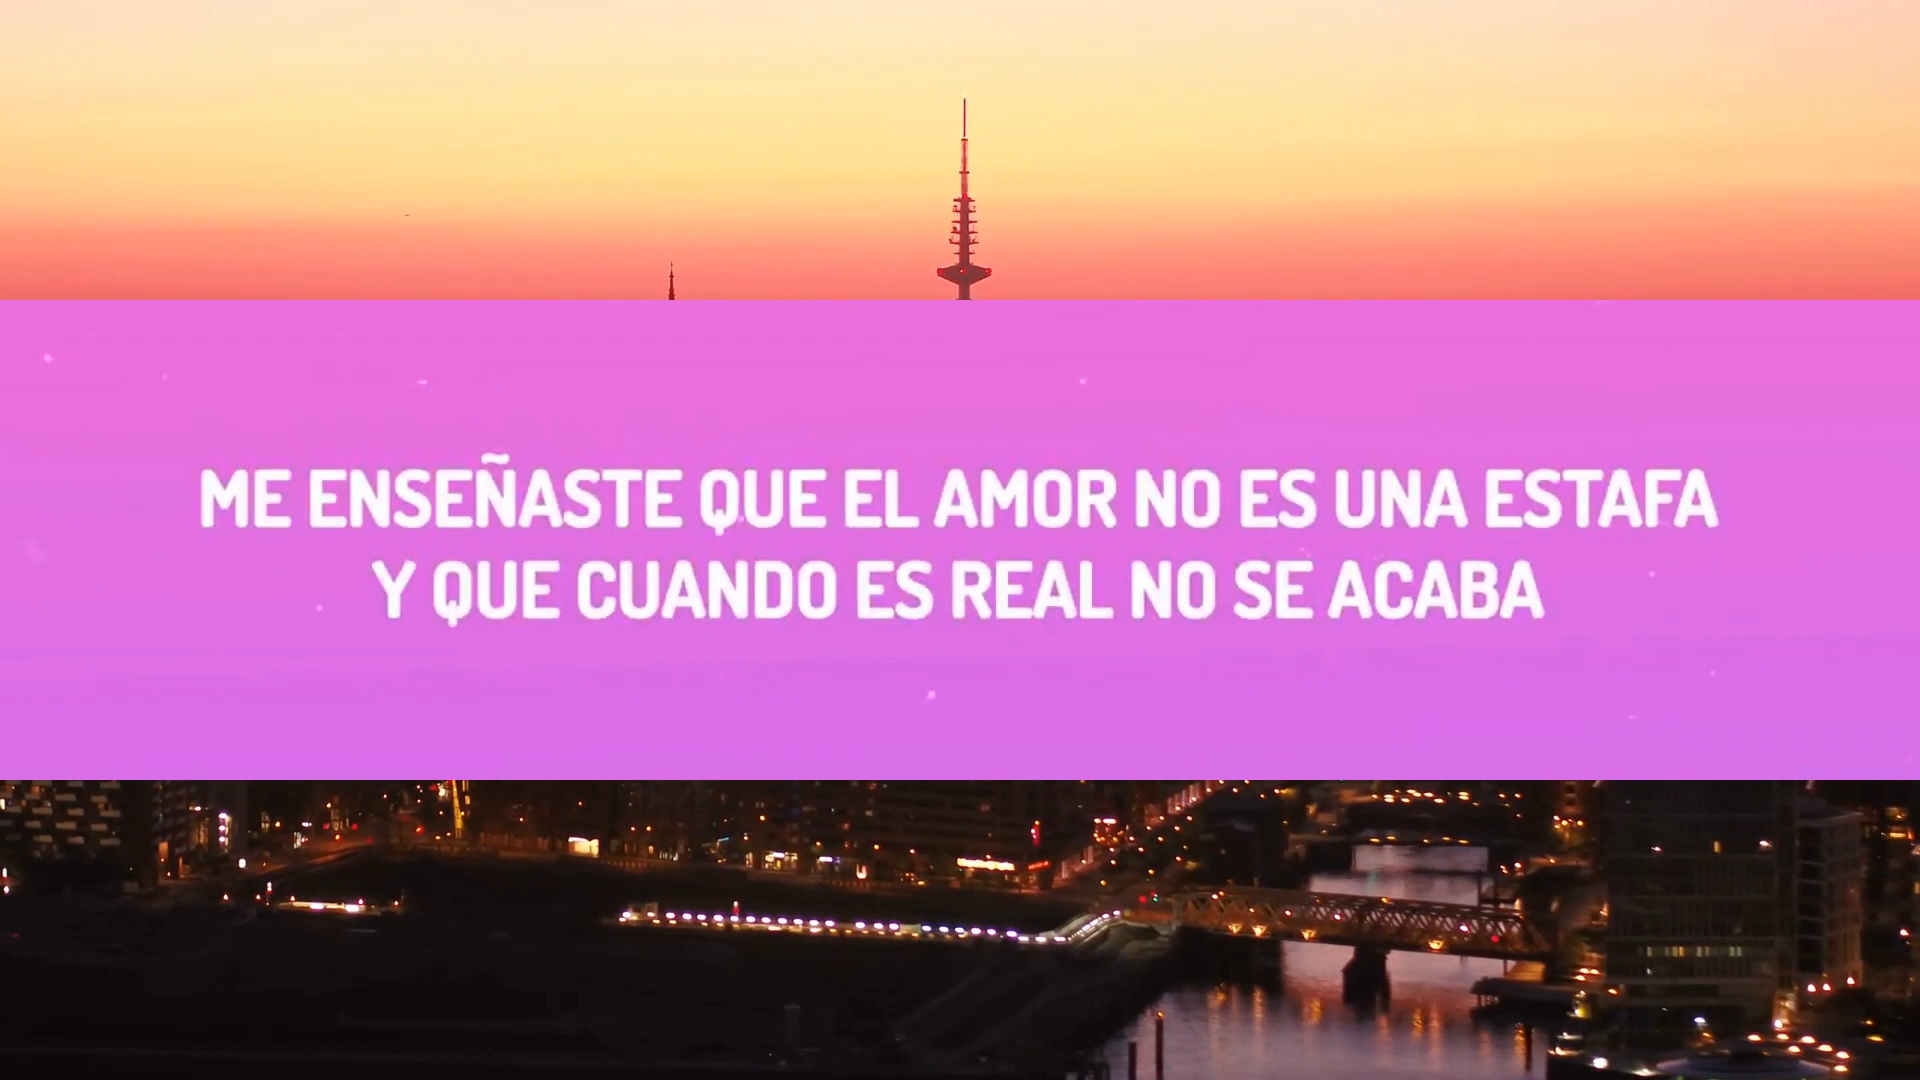 ME ENSEÑASTE QUE EL AMOR NO ES UNA ESTAFA
Y QUE CUANDO ES REAL NO SE ACABA